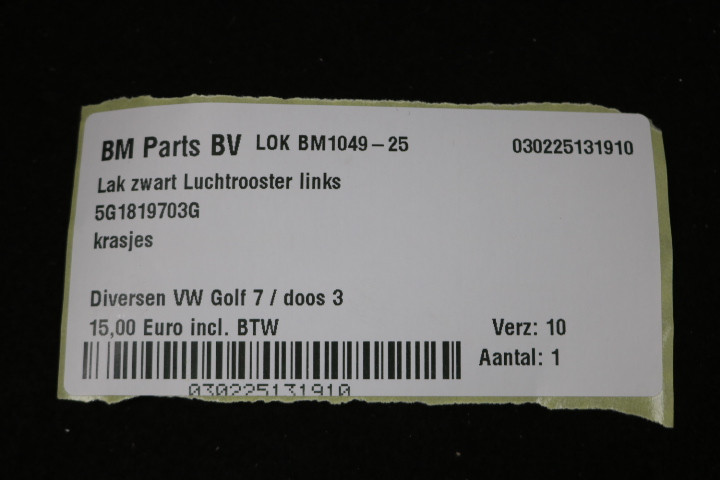 BM Parts BV LOK BM1049-25 030225131910
Lak zwart Luchtrooster links
5G1819703G
krasjes
Diversen VW Golf 7 / doos 3
15,00 Euro incl. BTW Verz: 10
Aantal: 1
030225131910